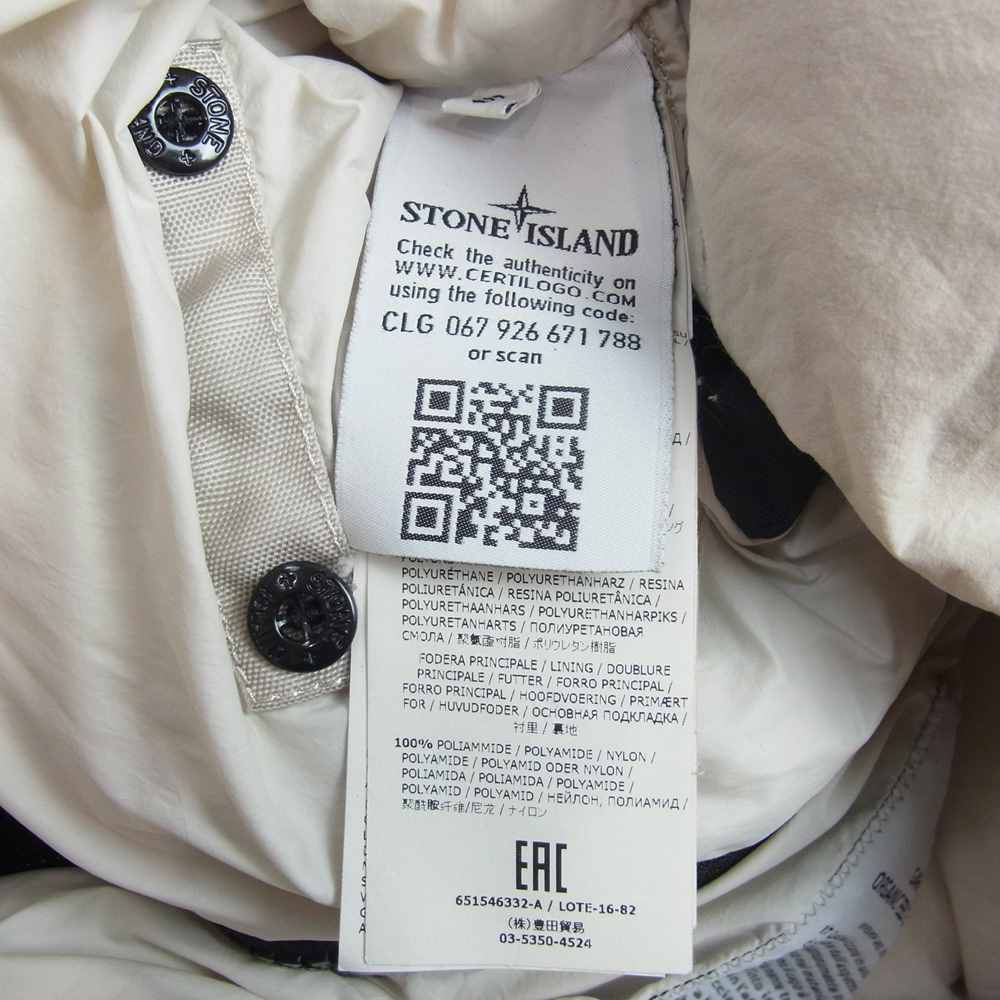 STONE
STONE ISLAND
Check the authenticity on
WWW.CERTILOGO.COM
using the following code:
CLG 067 926 671 788
or scan
STONE
POLYURÉTHANE / POLYURETHANHARZ / RESINA
POLIURETÁNICA / RESINA POLIURETÂNICA /
POLYURETHAANHARS / POLYURETHANHARPIKS /
POLYURETANHARTS / ПОЛИУРЕТАНОВАЯ
СМОЛА / 聚氨酯树脂 / ポリウレタン樹脂
FODERA PRINCIPALE / LINING / DOUBLURE
PRINCIPALE / FUTTER / FORRO PRINCIPAL /
FORRO PRINCIPAL / HOOFDVOERING / PRIMÆRT
FOR / HUVUDFODER / ОСНОВНАЯ ПОДКЛАДКА /
衬里 / 裏地
100% POLIAMMIDE / POLYAMIDE / NYLON /
POLYAMIDE / POLYAMID ODER NYLON /
POLIAMIDA / POLIAMIDA / POLYAMIDE /
POLYAMID / POLYAMID / НЕЙЛОН, ПОЛИАМИД /
聚酰胺纤维/尼龙 / ナイロン
EAC
651546332-A / LOTE-16-82
(株)豊田貿易
03-5350-4524